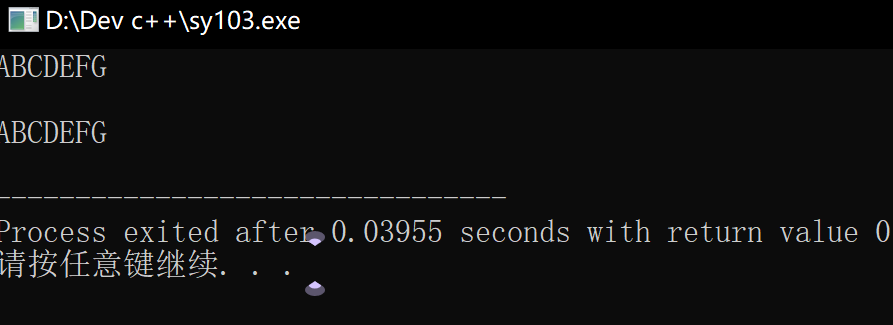 D:\Dev c++\sy103.exe
ABCDEFG
ABCDEFG
--------------------------------
Process exited after 0.03955 seconds with return value 0
请按任意键继续. . .